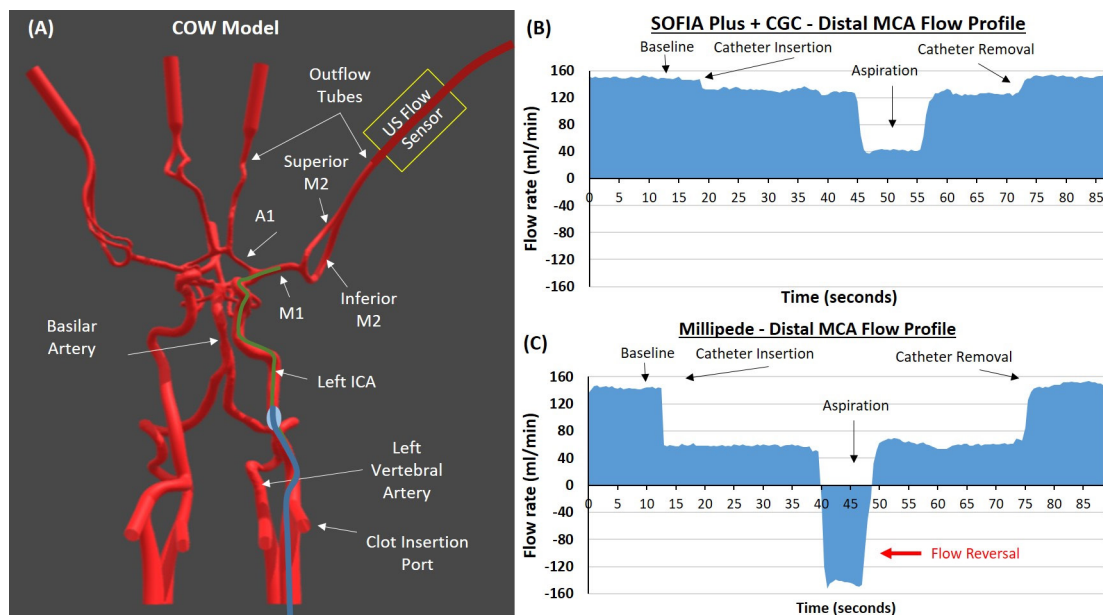 (A)
COW Model
Outflow
Tubes
US Flow
Sensor
Superior
M2
A1
M1
Inferior
M2
Basilar
Artery
Left ICA
Left
Vertebral
Artery
Clot Insertion
Port
(B)
SOFIA Plus + CGC - Distal MCA Flow Profile
Baseline
Catheter Insertion
Catheter Removal
Aspiration
Flow rate (ml/min)
160
120
80
40
0
-40
-80
-120
-160
0 5 10 15 20 25 30 35 40 45 50 55 60 65 70 75 80 85
Time (seconds)
(C)
Millipede - Distal MCA Flow Profile
Baseline
Catheter Insertion
Catheter Removal
Aspiration
Flow rate (ml/min)
160
120
80
40
0
-40
-80
-120
-160
0 5 10 15 20 25 30 35 40 45 50 55 60 65 70 75 80 85
Flow Reversal
Time (seconds)